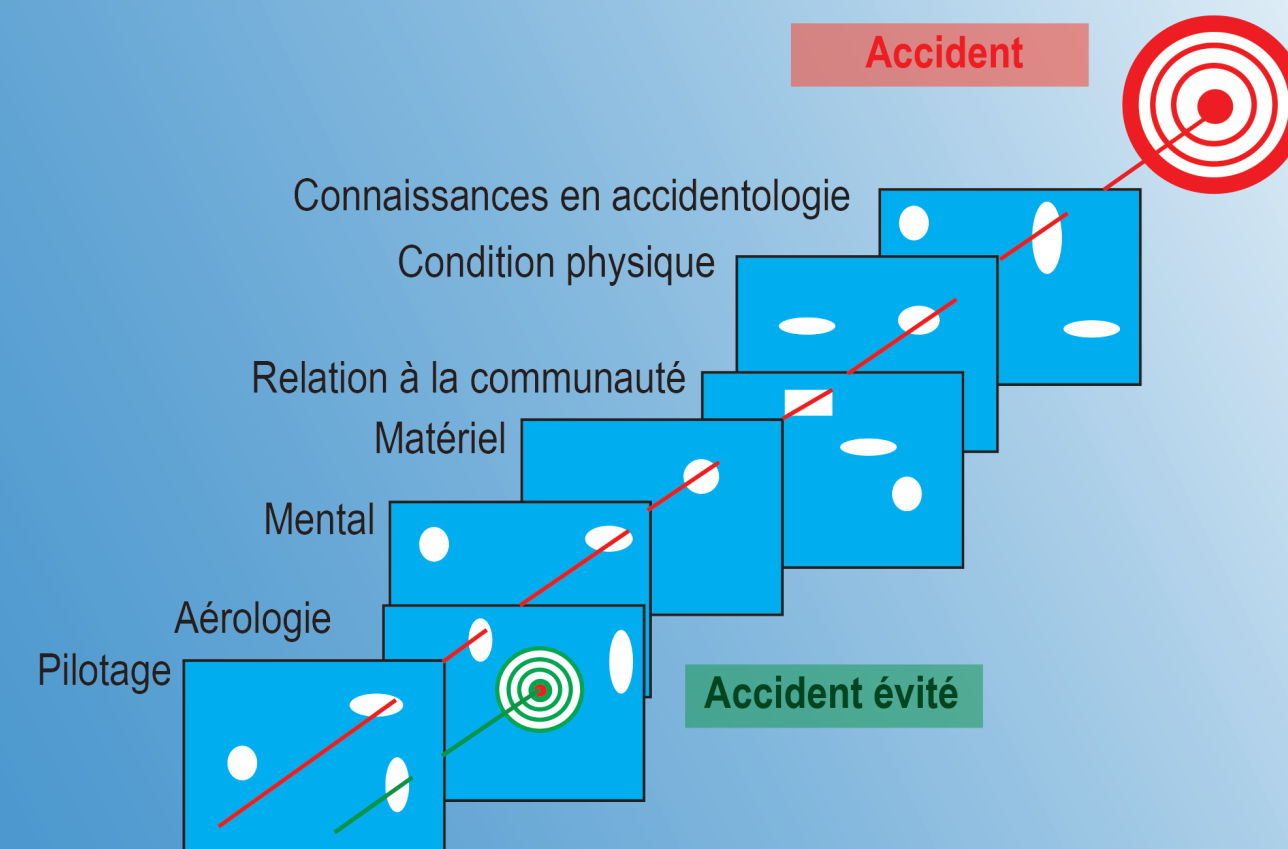 Accident
Connaissances en accidentologie
Condition physique
Relation à la communauté
Matériel
Mental
Aérologie
Pilotage
Accident évité